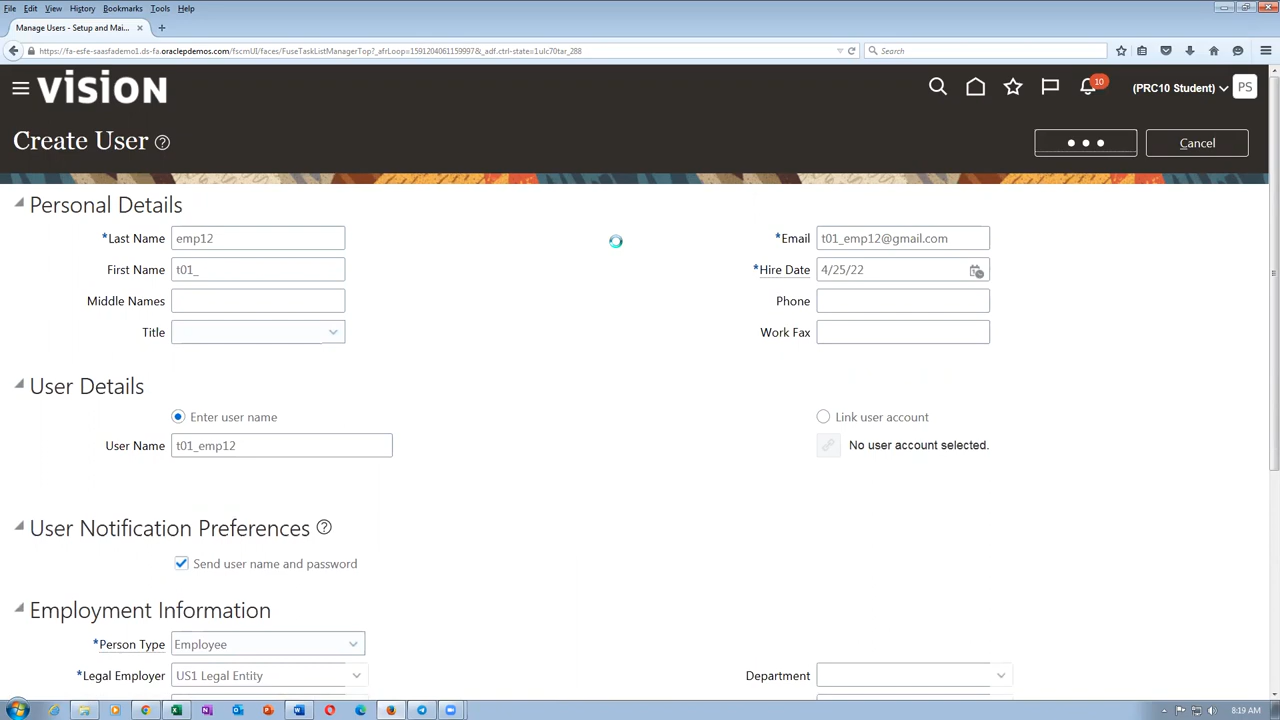 File Edit View History Bookmarks Tools Help
Manage Users - Setup and Mai...
https://fa-esfe-saasfademo1.ds-fa.oraclepdemos.com/fscmUI/faces/FuseTaskListManagerTop?_afrLoop=1591204061159997&_adf.ctrl-state=1ulc70tar_288
Search
VISION
10
(PRC10 Student)
PS
Create User
Cancel
Personal Details
*Last Name emp12
*Email t01_emp12@gmail.com
First Name t01_
*Hire Date 4/25/22
Middle Names
Phone
Title
Work Fax
User Details
Enter user name
Link user account
User Name t01_emp12
No user account selected.
User Notification Preferences
Send user name and password
Employment Information
*Person Type Employee
*Legal Employer US1 Legal Entity
Department
8:19 AM